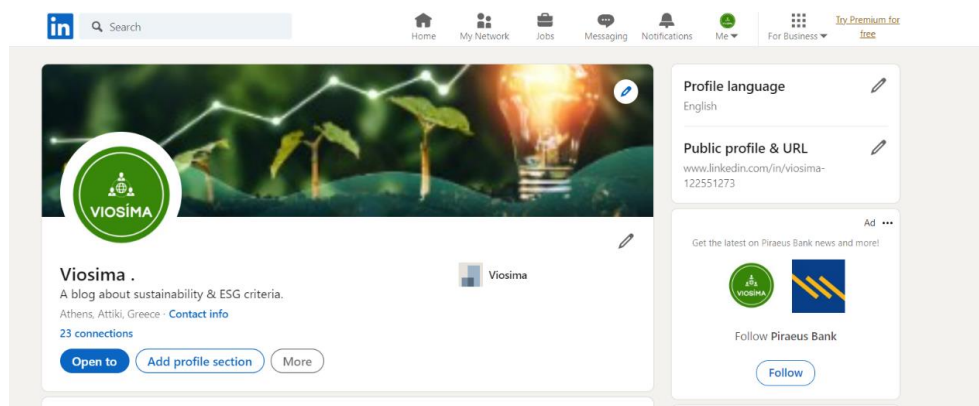 in
Search
Home
My Network
Jobs
Messaging
Notifications
Me
For Business
Try Premium for
free
VIOSÍMA
Viosima .
A blog about sustainability & ESG criteria.
Athens, Attiki, Greece · Contact info
23 connections
Open to
Add profile section
More
Viosima
Profile language
English
Public profile & URL
www.linkedin.com/in/viosima-
122551273
Ad
Get the latest on Piraeus Bank news and more!
VIOSÍMA
Follow Piraeus Bank
Follow